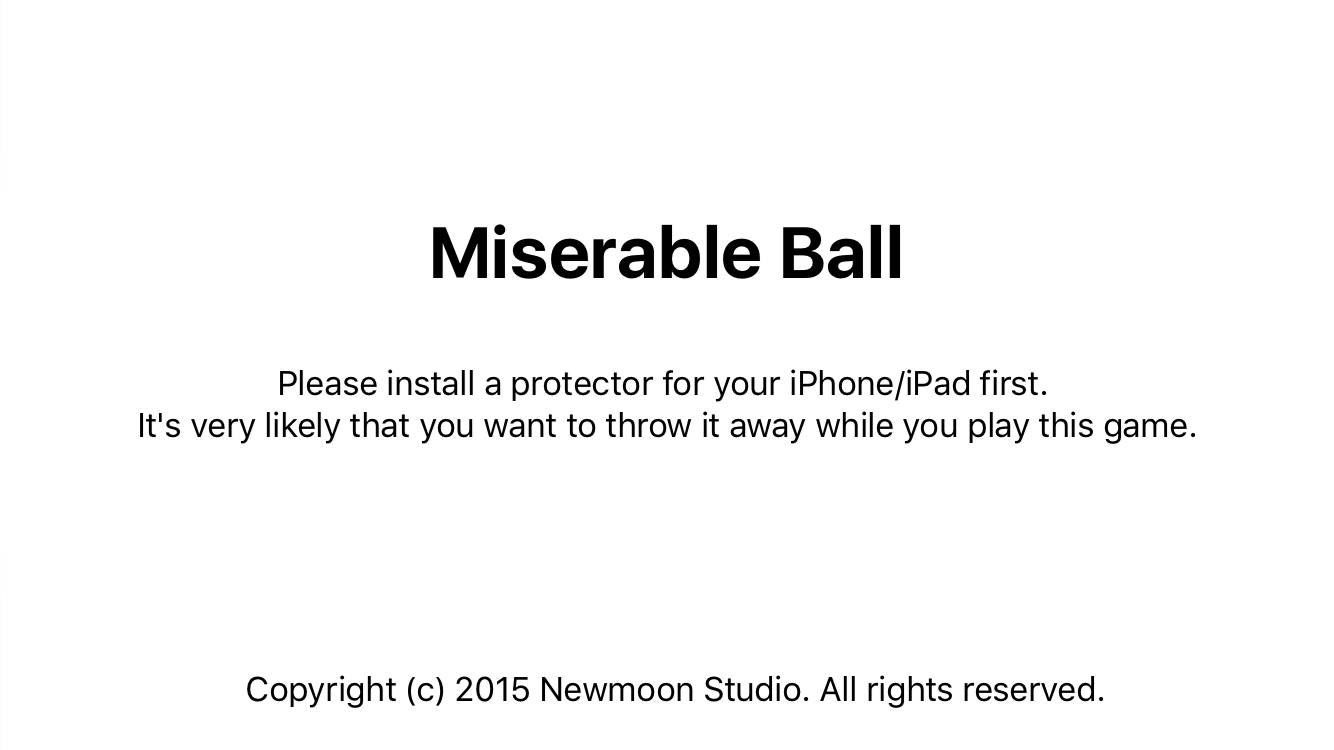 Miserable Ball
Please install a protector for your iPhone/iPad first.
It's very likely that you want to throw it away while you play this game.
Copyright (c) 2015 Newmoon Studio. All rights reserved.